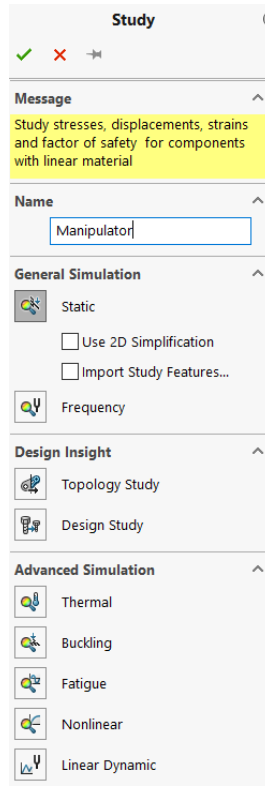 Study
Message
Study stresses, displacements, strains
and factor of safety for components
with linear material
Name
Manipulator
General Simulation
Static
Use 2D Simplification
Import Study Features...
Frequency
Design Insight
Topology Study
Design Study
Advanced Simulation
Thermal
Buckling
Fatigue
Nonlinear
Linear Dynamic